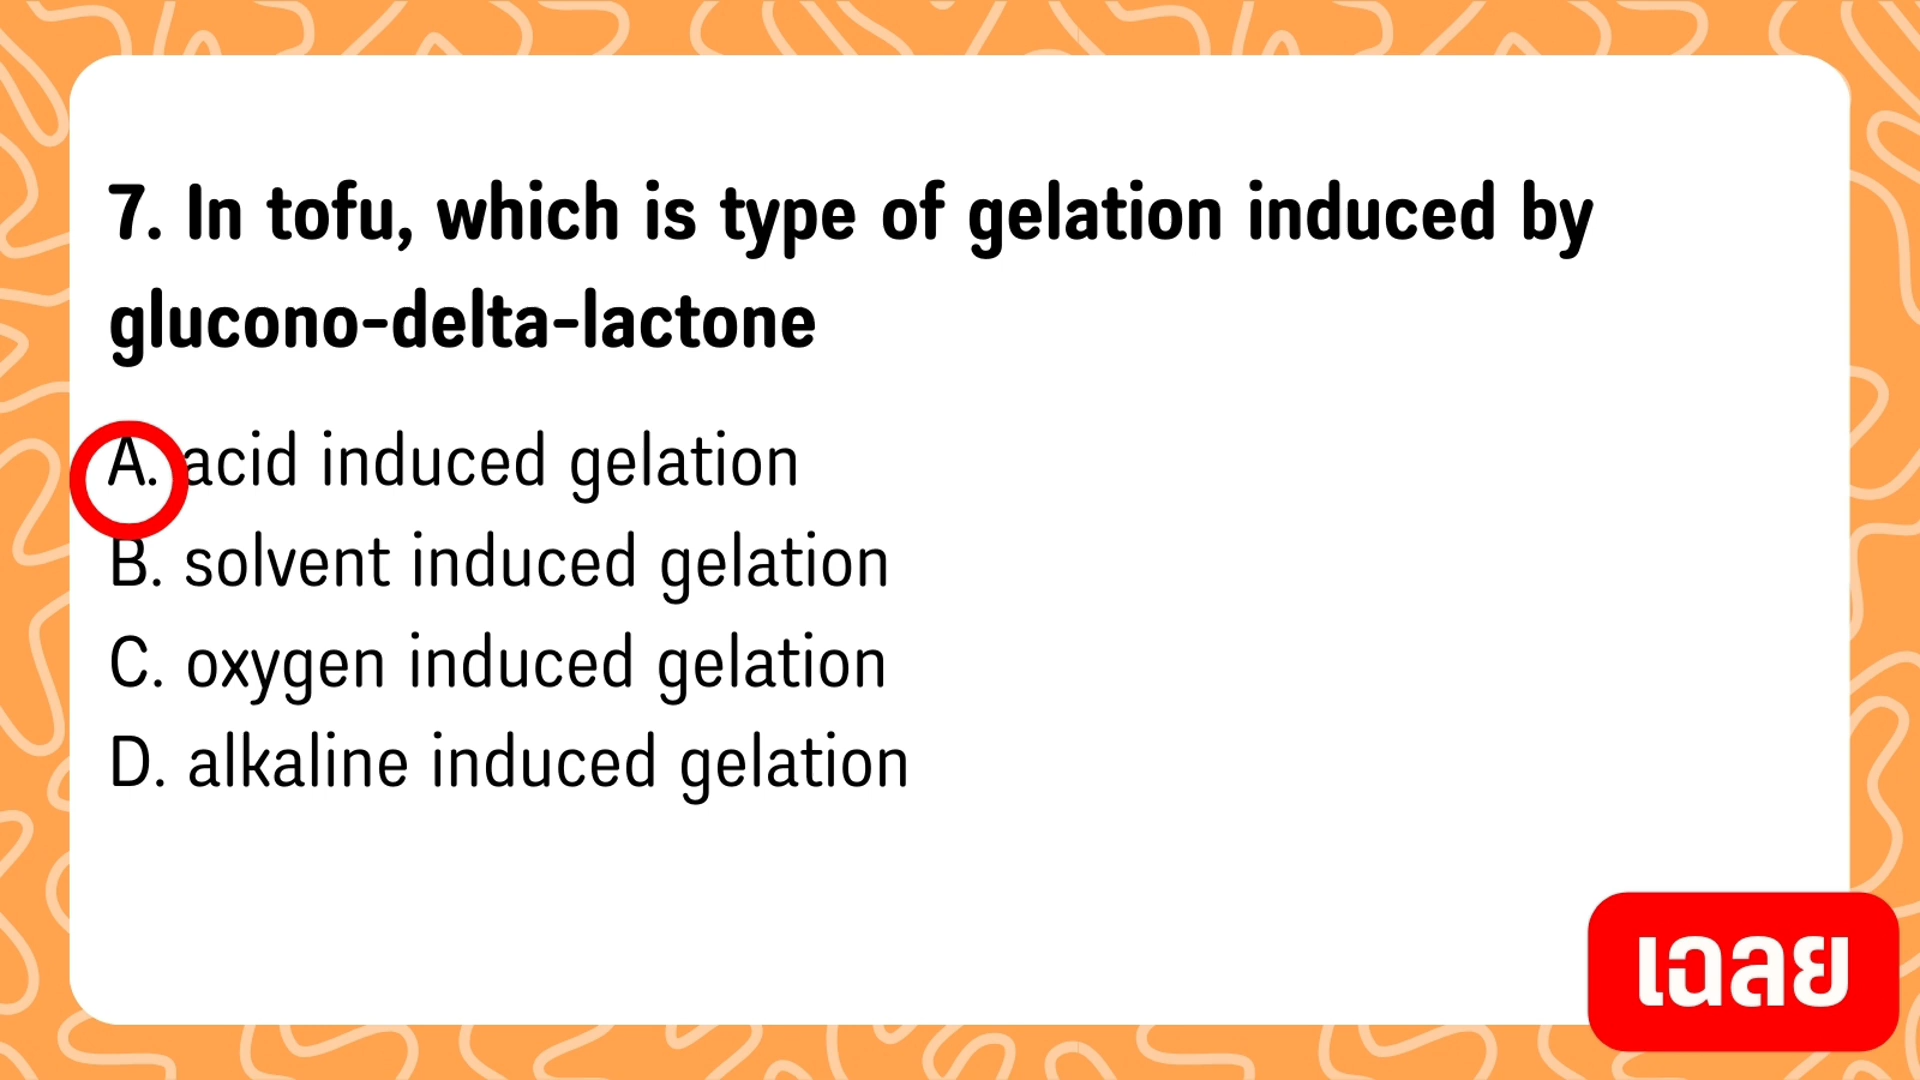 7. In tofu, which is type of gelation induced by
glucono-delta-lactone
A. acid induced gelation
B. solvent induced gelation
C. oxygen induced gelation
D. alkaline induced gelation
เฉลย